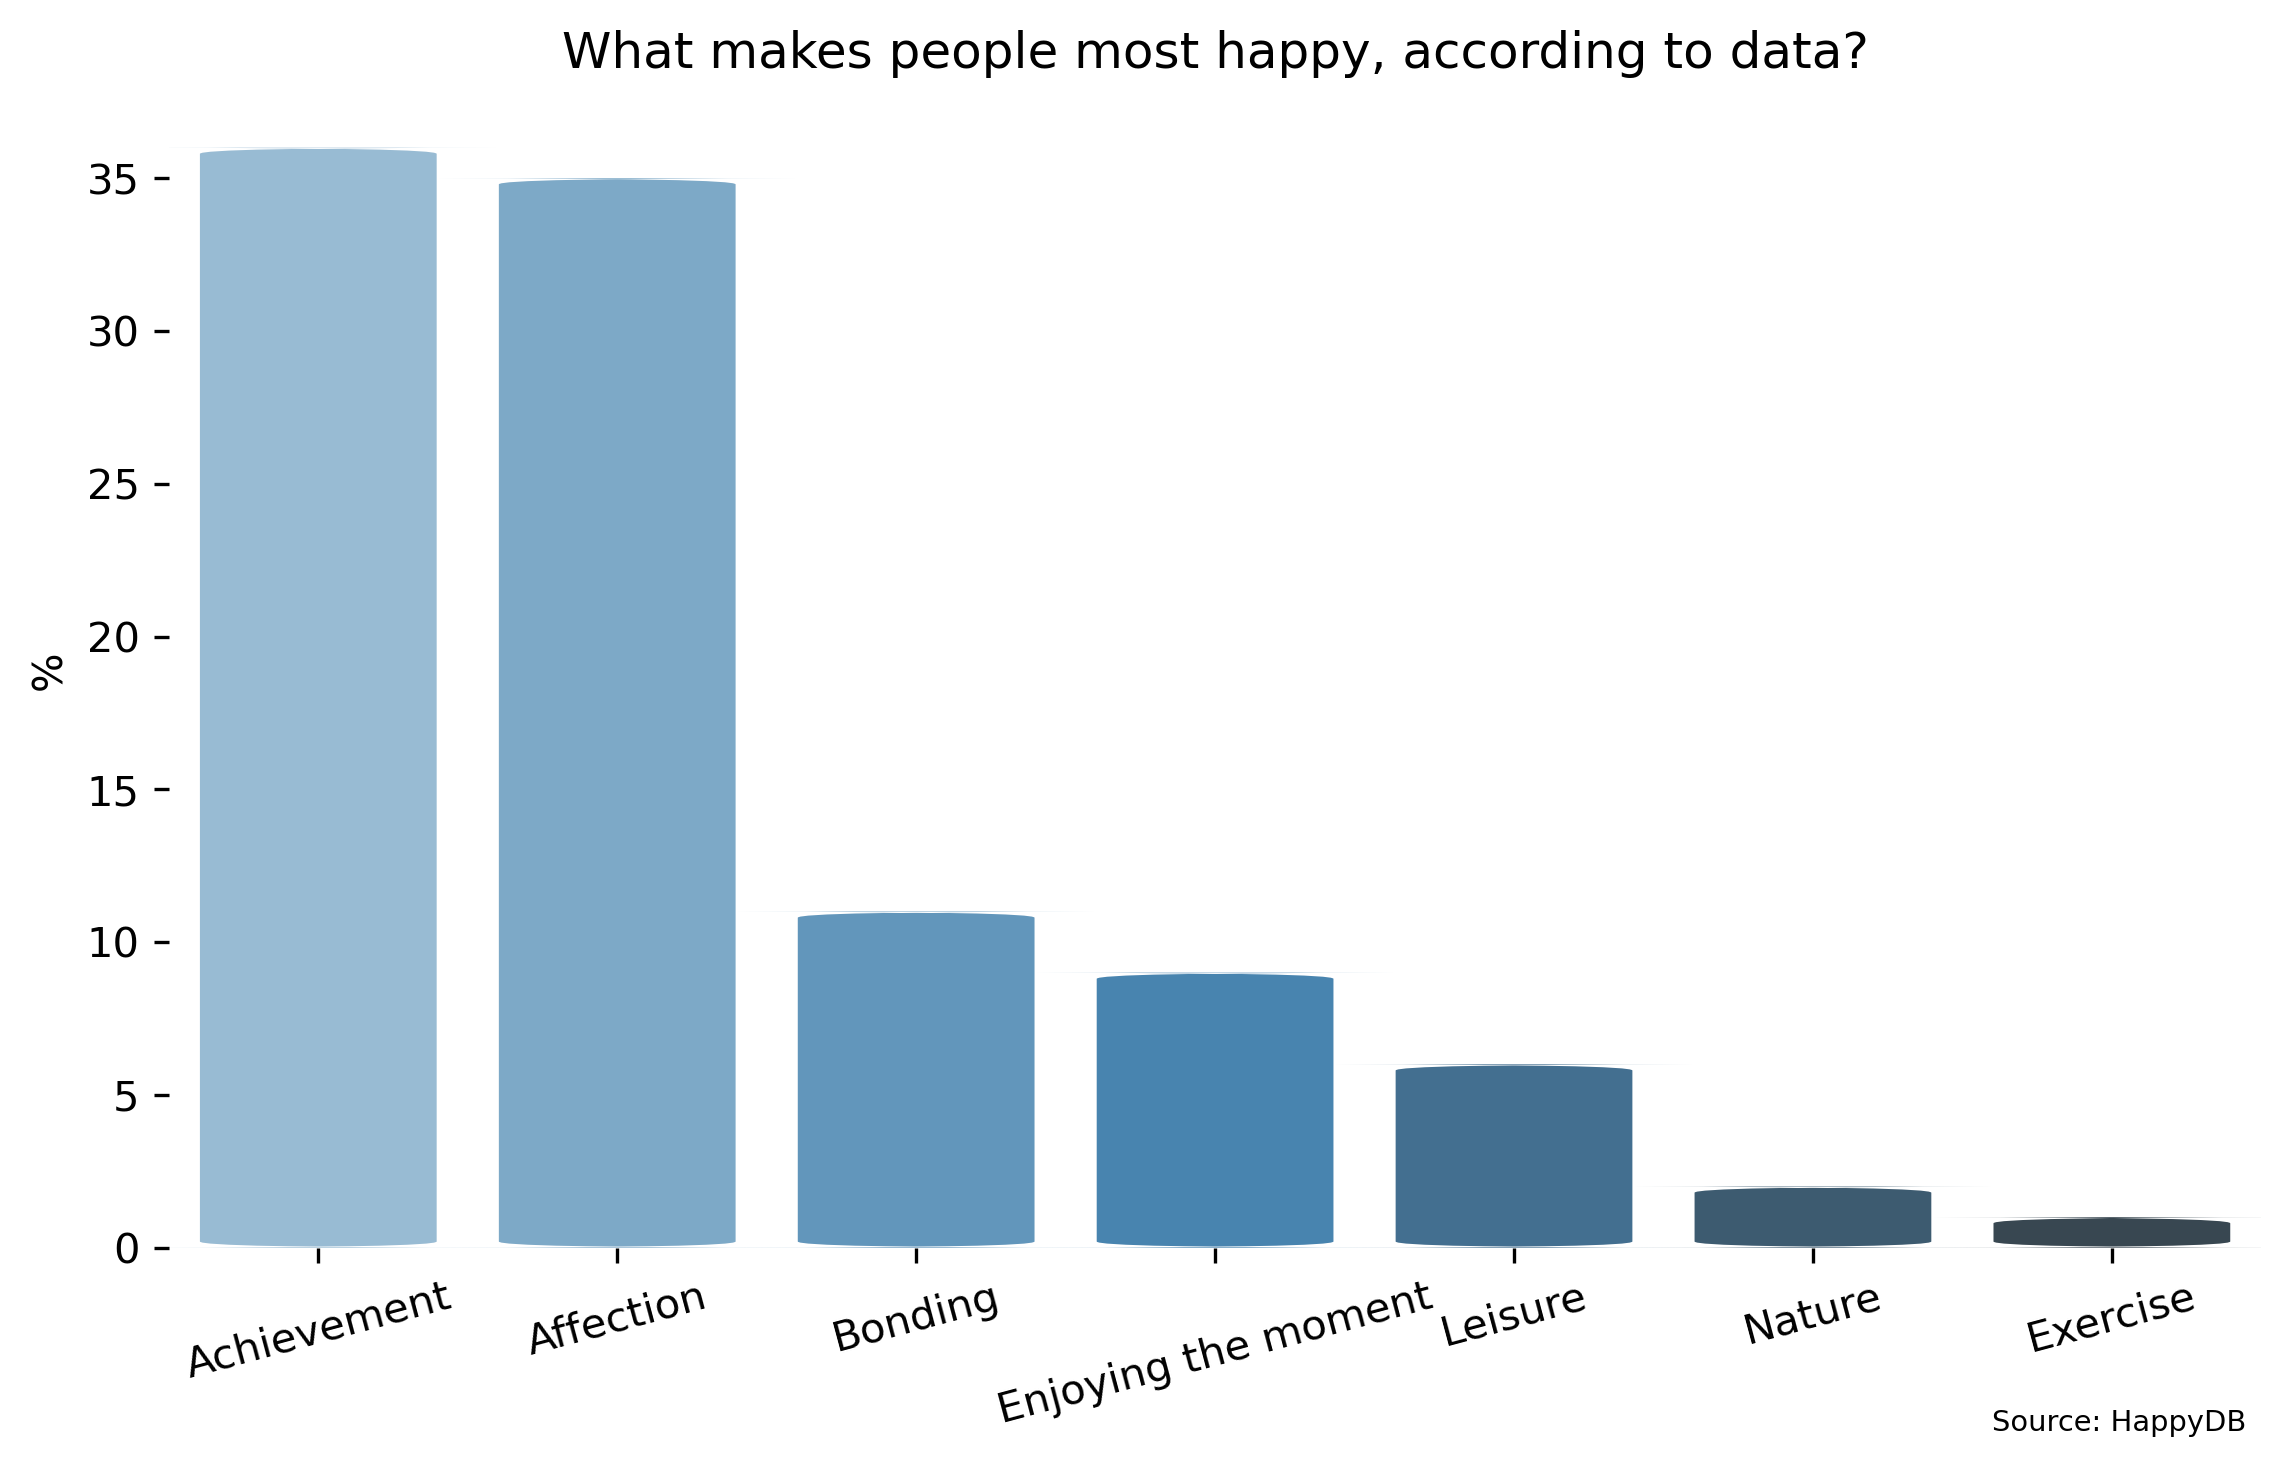 What makes people most happy, according to data?
%
35
30
25
20
15
10
5
0
Achievement
Affection
Bonding
Enjoying the moment
Leisure
Nature
Exercise
Source: HappyDB